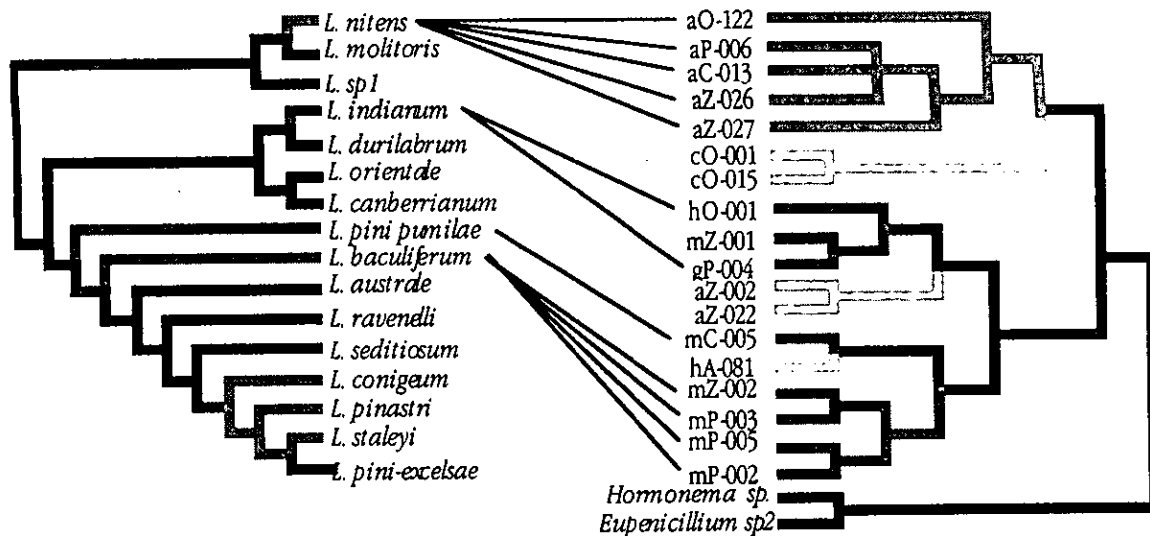 L. nitens
L. molitoris
L. sp1
L. indianum
L. durilabrum
L. orientale
L. canberrianum
L. pini pumilae
L. baculiferum
L. australe
L. ravenelli
L. seditiosum
L. conigeum
L. pinastri
L. staleyi
L. pini-excelsae
aO-122
aP-006
aC-013
aZ-026
aZ-027
cO-001
cO-015
hO-001
mZ-001
gP-004
aZ-002
aZ-022
mC-005
hA-081
mZ-002
mP-003
mP-005
mP-002
Hormonema sp.
Eupenicillium sp2